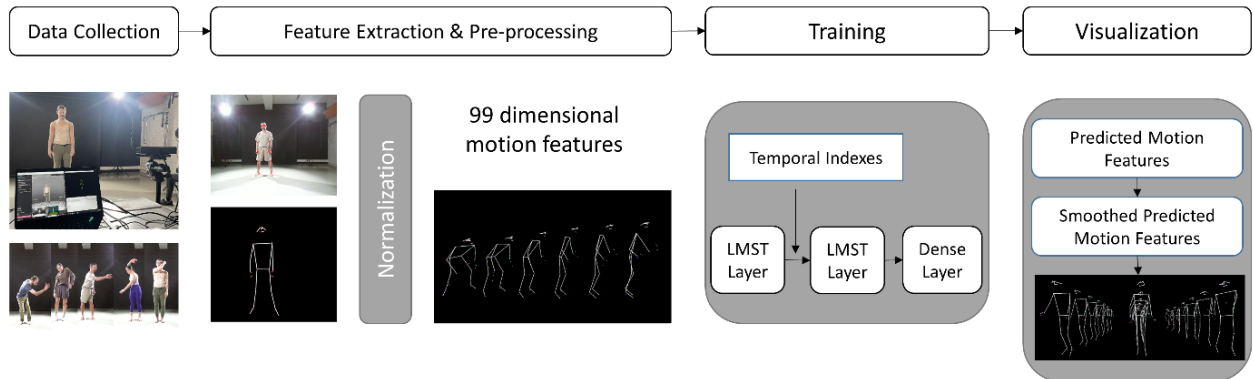 Data Collection
Feature Extraction & Pre-processing
Training
Visualization
Normalization
99 dimensional
motion features
Temporal Indexes
LMST
Layer
LMST
Layer
Dense
Layer
Predicted Motion
Features
Smoothed Predicted
Motion Features